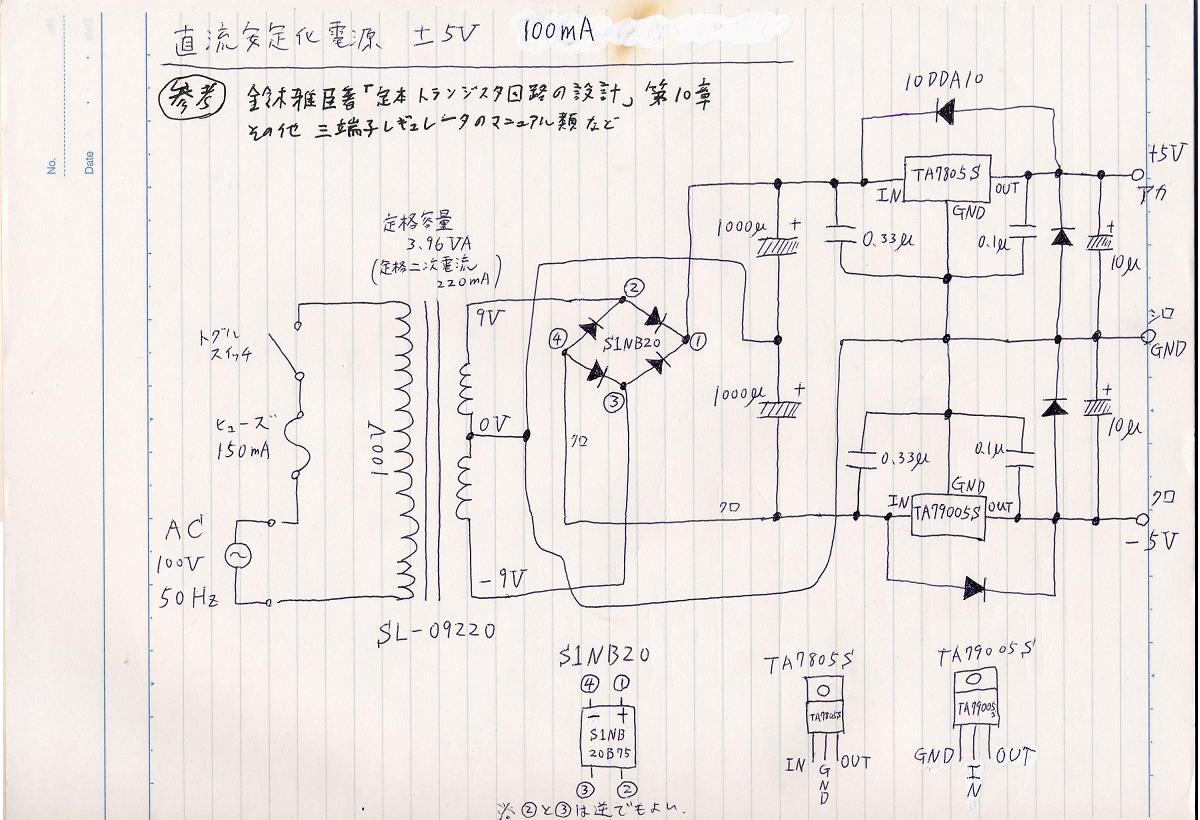 No.
Date
直流安定化電源 ±5V 100mA
参考 鈴木雅臣著「定本トランジスタ回路の設計」第10章
その他 三端子レギュレータのマニュアル類など
定格容量
3.96VA
(定格二次電流
220mA)
トグル
スイッチ
ヒューズ
150mA
AC
100V
50Hz
100V
SL-09220
9V
0V
-9V
②
④
S1NB20
①
③
クロ
クロ
1000μ +
1000μ +
10DDA10
IN
TA7805S
OUT
GND
0.33μ
0.1μ
+
10μ
+5V
アカ
シロ
GND
+
10μ
0.33μ
0.1μ
GND
IN
TA79005S
OUT
クロ
-5V
S1NB20
④ ①
- +
S1NB
20B75
③ ②
※②と③は逆でもよい.
TA7805S
TA7805S
IN GND OUT
TA79005S
TA79005S
GND IN OUT